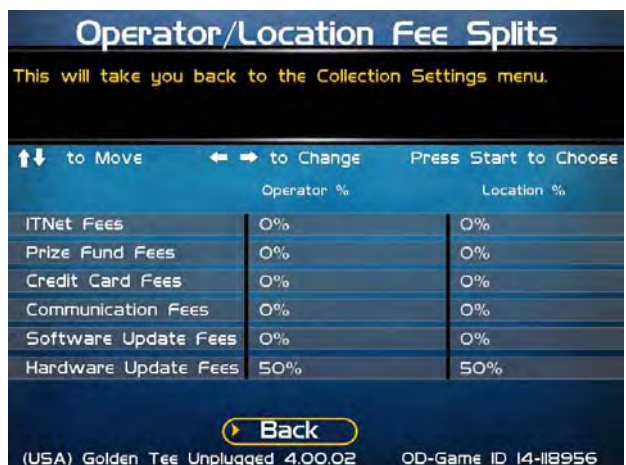 Operator/Location Fee Splits
This will take you back to the Collection Settings menu.
to Move to Change Press Start to Choose
Operator % Location %
ITNet Fees 0% 0%
Prize Fund Fees 0% 0%
Credit Card Fees 0% 0%
Communication Fees 0% 0%
Software Update Fees 0% 0%
Hardware Update Fees 50% 50%
Back
(USA) Golden Tee Unplugged 4.00.02 OD-Game ID 14-118956